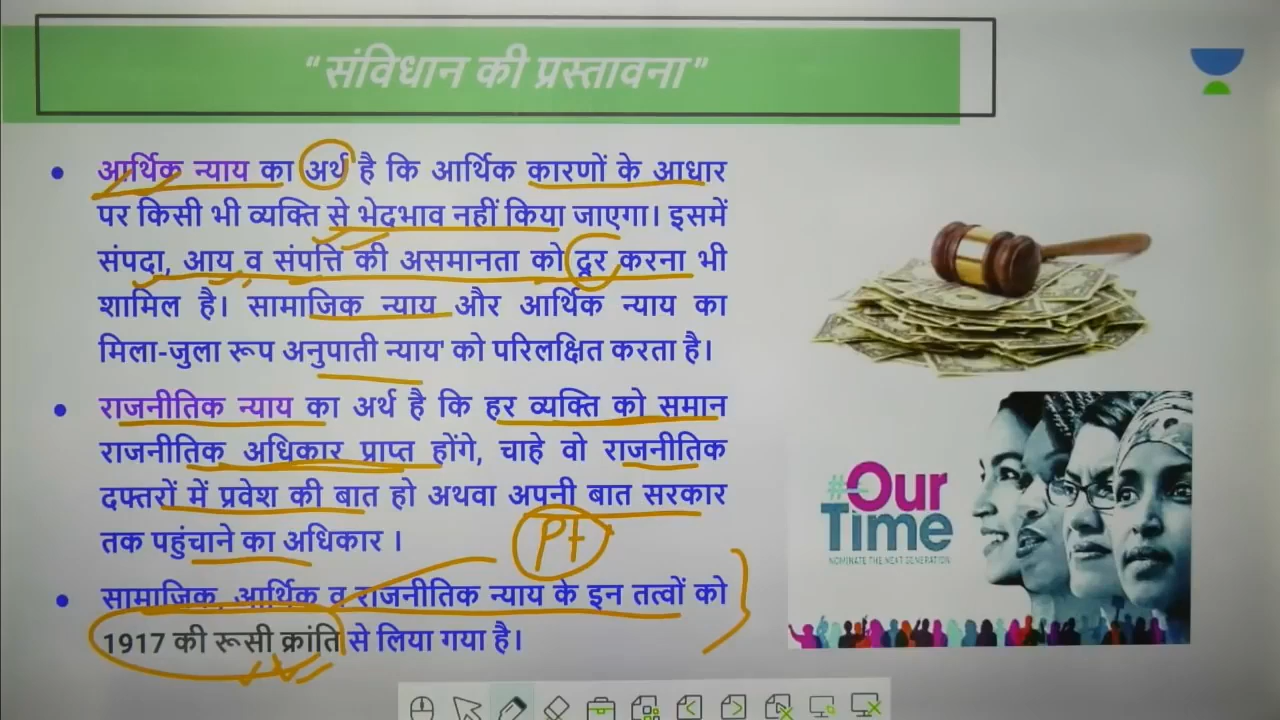 “संविधान की प्रस्तावना”
आर्थिक न्याय का अर्थ है कि आर्थिक कारणों के आधार
पर किसी भी व्यक्ति से भेदभाव नहीं किया जाएगा। इसमें
संपदा, आय व संपत्ति की असमानता को दूर करना भी
शामिल है। सामाजिक न्याय और आर्थिक न्याय का
मिला-जुला रूप अनुपाती न्याय' को परिलक्षित करता है।
राजनीतिक न्याय का अर्थ है कि हर व्यक्ति को समान
राजनीतिक अधिकार प्राप्त होंगे, चाहे वो राजनीतिक
दफ्तरों में प्रवेश की बात हो अथवा अपनी बात सरकार
तक पहुंचाने का अधिकार ।
Pt
सामाजिक, आर्थिक व राजनीतिक न्याय के इन तत्वों को
1917 की रूसी क्रांति से लिया गया है।
#Our
Time
NOMINATE THE NEXT GENERATION